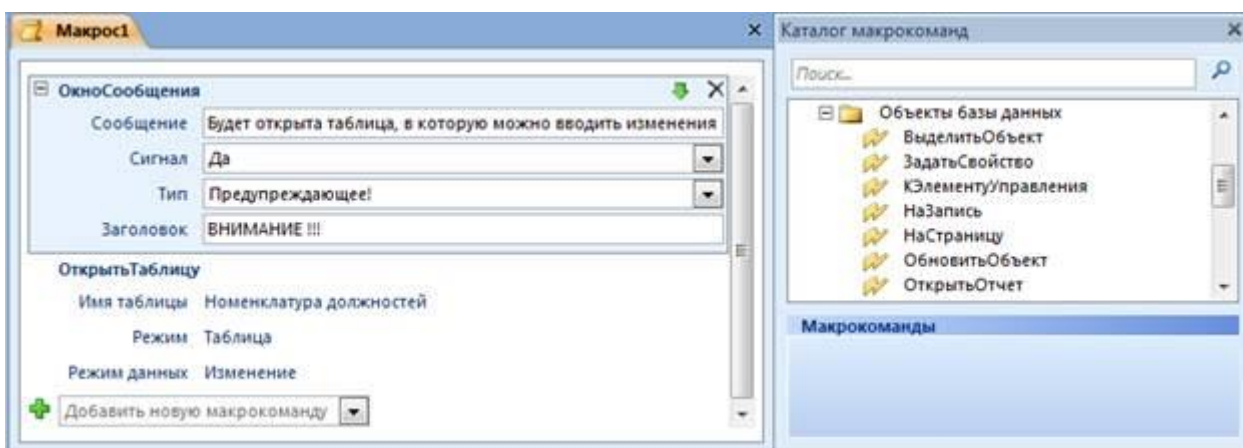 Макрос1
ОкноСообщения
Сообщение Будет открыта таблица, в которую можно вводить изменения
Сигнал Да
Тип Предупреждающее!
Заголовок ВНИМАНИЕ !!!
ОткрытьТаблицу
Имя таблицы Номенклатура должностей
Режим Таблица
Режим данных Изменение
Добавить новую макрокоманду
Каталог макрокоманд
Поиск...
Объекты базы данных
ВыделитьОбъект
ЗадатьСвойство
КЭлементуУправления
НаЗапись
НаСтраницу
ОбновитьОбъект
ОткрытьОтчет
Макрокоманды